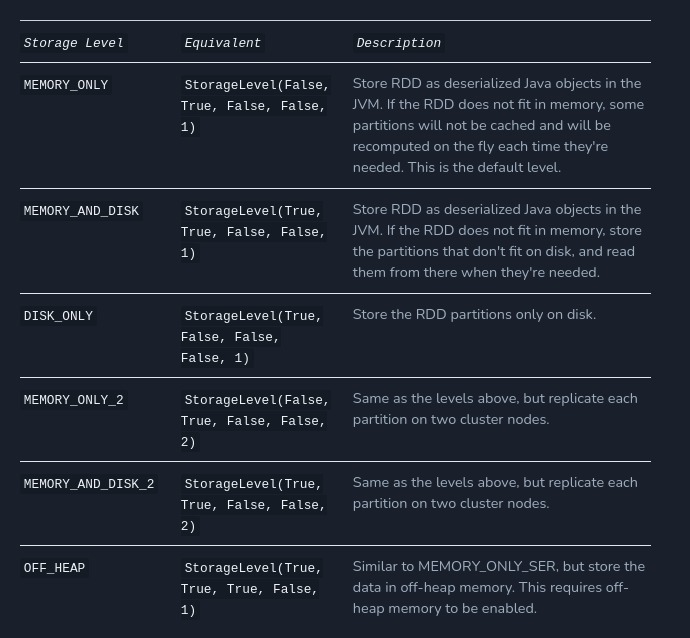 Storage Level Equivalent Description
MEMORY_ONLY
StorageLevel(False,
True, False, False,
1)
Store RDD as deserialized Java objects in the
JVM. If the RDD does not fit in memory, some
partitions will not be cached and will be
recomputed on the fly each time they're
needed. This is the default level.
MEMORY_AND_DISK
StorageLevel(True,
True, False, False,
1)
Store RDD as deserialized Java objects in the
JVM. If the RDD does not fit in memory, store
the partitions that don't fit on disk, and read
them from there when they're needed.
DISK_ONLY
StorageLevel(True,
False, False,
False, 1)
Store the RDD partitions only on disk.
MEMORY_ONLY_2
StorageLevel(False,
True, False, False,
2)
Same as the levels above, but replicate each
partition on two cluster nodes.
MEMORY_AND_DISK_2
StorageLevel(True,
True, False, False,
2)
Same as the levels above, but replicate each
partition on two cluster nodes.
OFF_HEAP
StorageLevel(True,
True, True, False,
1)
Similar to MEMORY_ONLY_SER, but store the
data in off-heap memory. This requires off-
heap memory to be enabled.